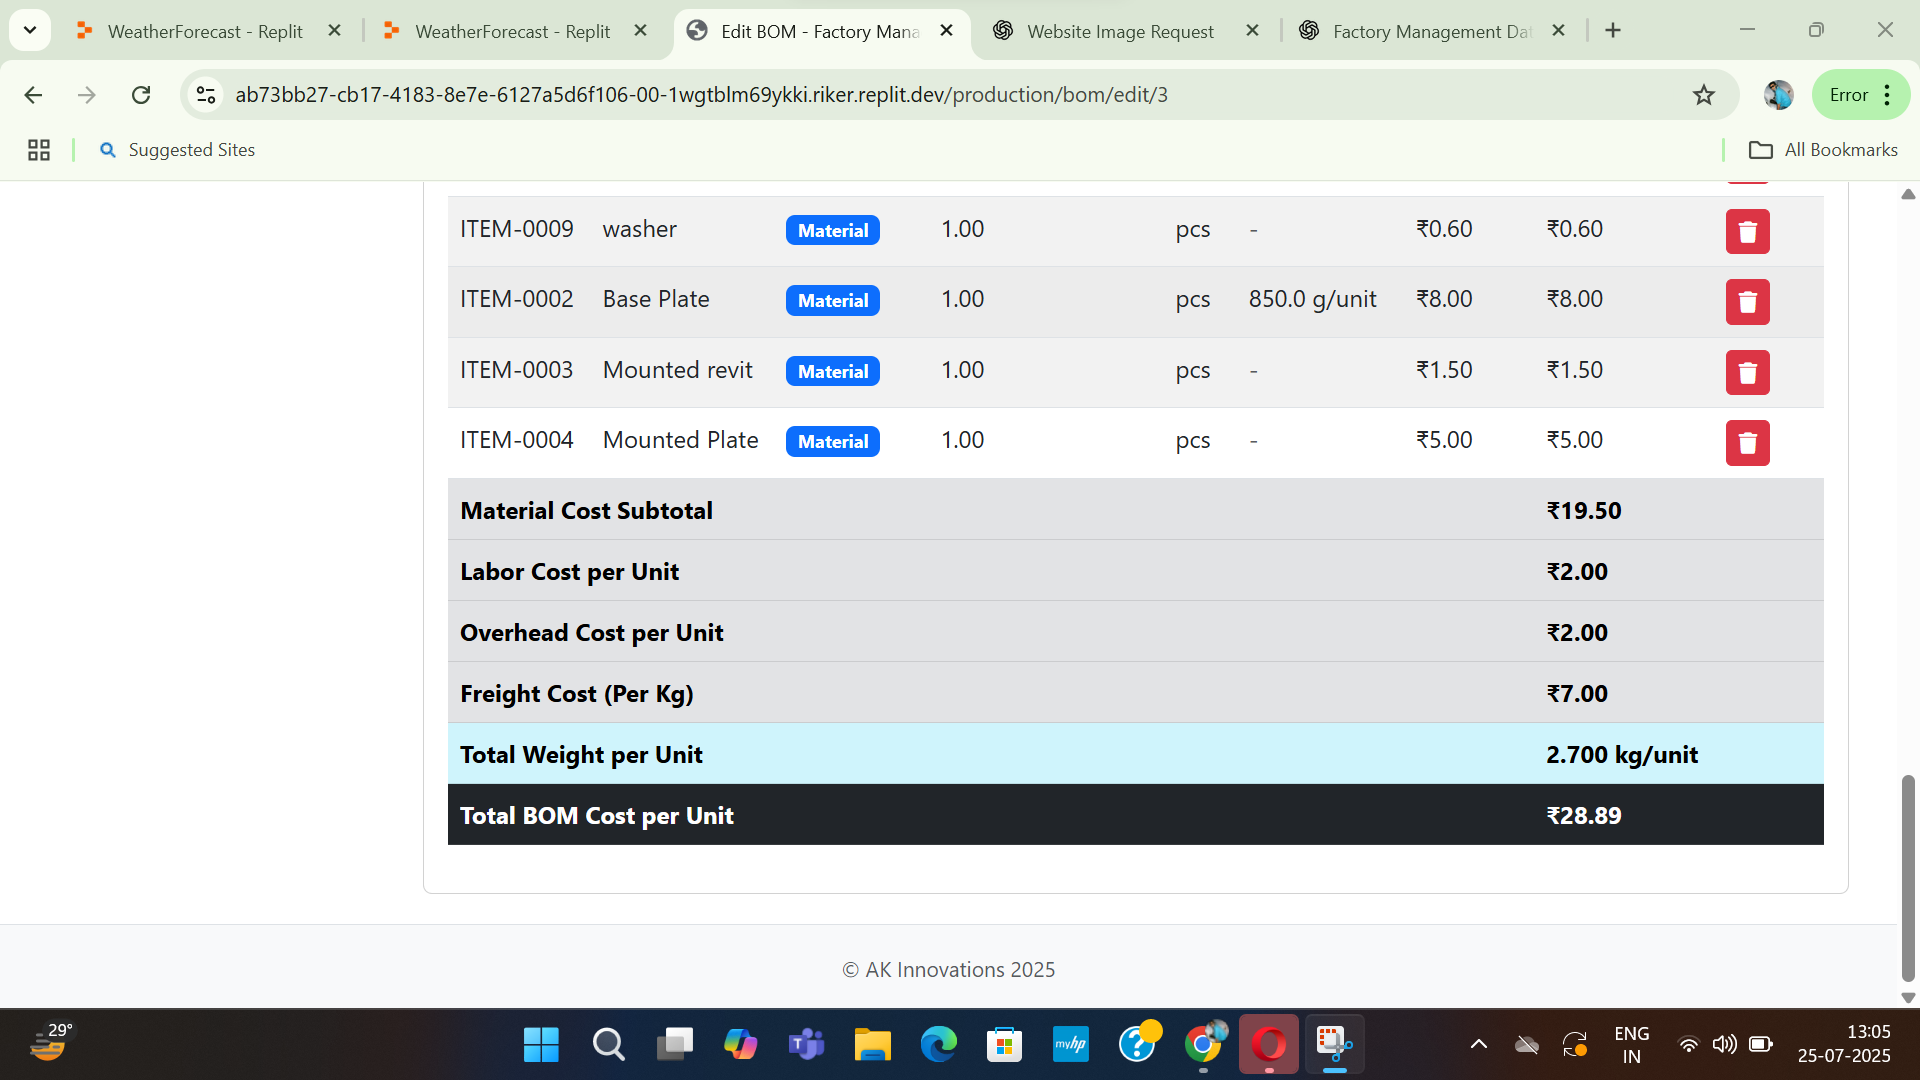 WeatherForecast - Replit
WeatherForecast - Replit
Edit BOM - Factory Mana
Website Image Request
Factory Management Dat
ab73bb27-cb17-4183-8e7e-6127a5d6f106-00-1wgtblm69ykki.riker.replit.dev/production/bom/edit/3
Error
Suggested Sites
All Bookmarks
ITEM-0009 washer Material 1.00 pcs - ₹0.60 ₹0.60
ITEM-0002 Base Plate Material 1.00 pcs 850.0 g/unit ₹8.00 ₹8.00
ITEM-0003 Mounted revit Material 1.00 pcs - ₹1.50 ₹1.50
ITEM-0004 Mounted Plate Material 1.00 pcs - ₹5.00 ₹5.00
Material Cost Subtotal ₹19.50
Labor Cost per Unit ₹2.00
Overhead Cost per Unit ₹2.00
Freight Cost (Per Kg) ₹7.00
Total Weight per Unit 2.700 kg/unit
Total BOM Cost per Unit ₹28.89
© AK Innovations 2025
29°
myhp
ENG
IN
13:05
25-07-2025